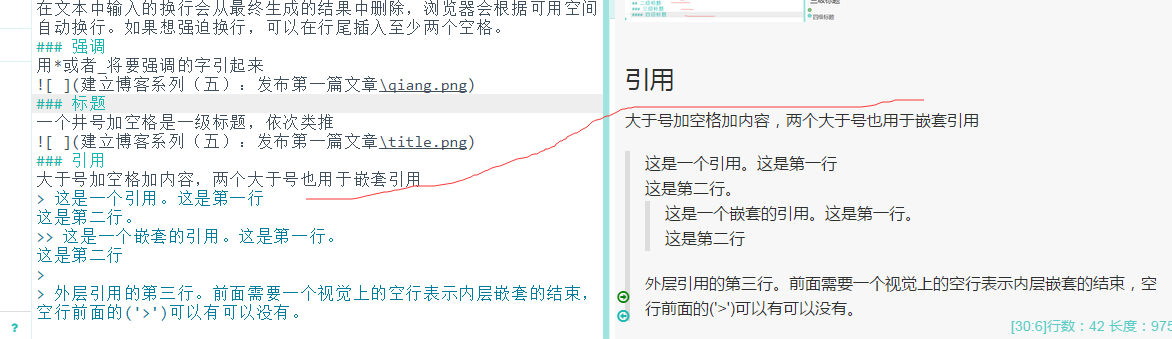 在文本中输入的换行会从最终生成的结果中删除，浏览器会根据可用空间
自动换行。如果想强迫换行，可以在行尾插入至少两个空格。
### 强调
用*或者_将要强调的字引起来
![ ](建立博客系列（五）：发布第一篇文章\qiang.png)
### 标题
一个井号加空格是一级标题，依次类推
![ ](建立博客系列（五）：发布第一篇文章\title.png)
### 引用
大于号加空格加内容，两个大于号也用于嵌套引用
> 这是一个引用。这是第一行
这是第二行。
>> 这是一个嵌套的引用。这是第一行。
这是第二行
>
> 外层引用的第三行。前面需要一个视觉上的空行表示内层嵌套的结束，
空行前面的('>')可以有可以没有。
?
四级标题
引用
大于号加空格加内容，两个大于号也用于嵌套引用
这是一个引用。这是第一行
这是第二行。
这是一个嵌套的引用。这是第一行。
这是第二行
外层引用的第三行。前面需要一个视觉上的空行表示内层嵌套的结束，空
行前面的('>')可以有可以没有。
[30:6]行数：42 长度：975